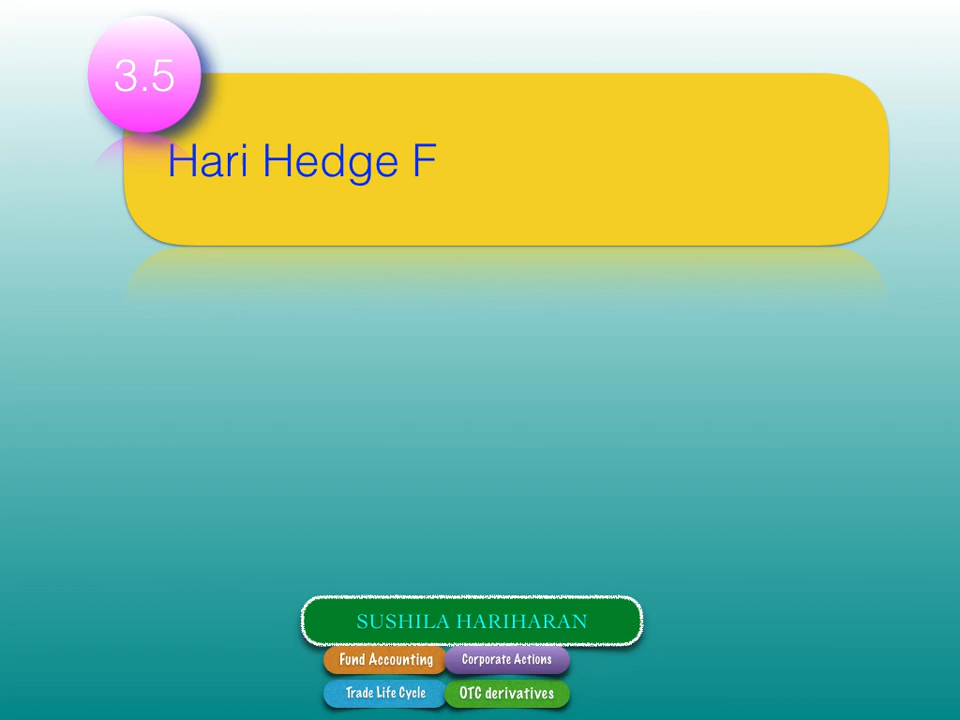 3.5
Hari Hedge F
SUSHILA HARIHARAN
Fund Accounting
Corporate Actions
Trade Life Cycle
OTC derivatives